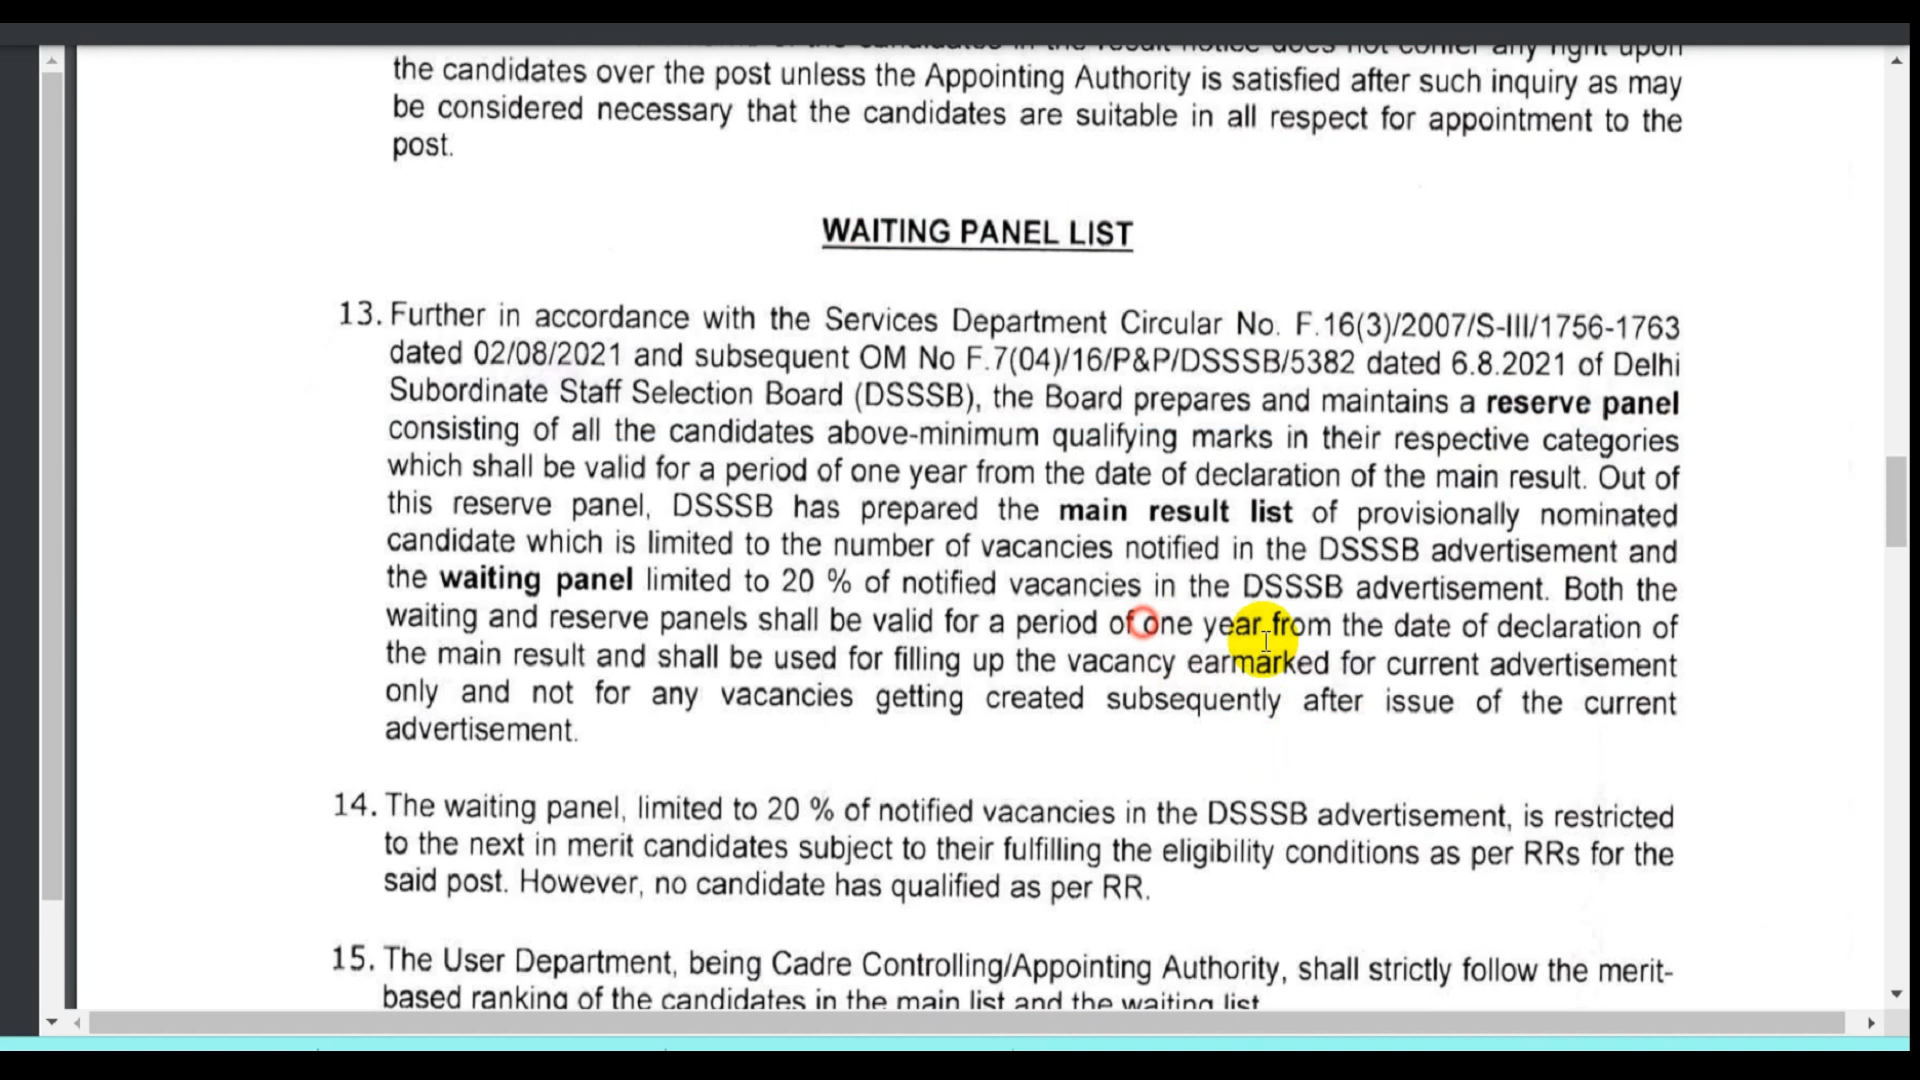 the candidates over the post unless the Appointing Authority is satisfied after such inquiry as may
be considered necessary that the candidates are suitable in all respect for appointment to the
post.
WAITING PANEL LIST
13. Further in accordance with the Services Department Circular No. F.16(3)/2007/S-III/1756-1763
dated 02/08/2021 and subsequent OM No F.7(04)/16/P&P/DSSSB/5382 dated 6.8.2021 of Delhi
Subordinate Staff Selection Board (DSSSB), the Board prepares and maintains a reserve panel
consisting of all the candidates above-minimum qualifying marks in their respective categories
which shall be valid for a period of one year from the date of declaration of the main result. Out of
this reserve panel, DSSSB has prepared the main result list of provisionally nominated
candidate which is limited to the number of vacancies notified in the DSSSB advertisement and
the waiting panel limited to 20 % of notified vacancies in the DSSSB advertisement. Both the
waiting and reserve panels shall be valid for a period of one year from the date of declaration of
the main result and shall be used for filling up the vacancy earmarked for current advertisement
only and not for any vacancies getting created subsequently after issue of the current
advertisement.
14. The waiting panel, limited to 20 % of notified vacancies in the DSSSB advertisement, is restricted
to the next in merit candidates subject to their fulfilling the eligibility conditions as per RRs for the
said post. However, no candidate has qualified as per RR.
15. The User Department, being Cadre Controlling/Appointing Authority, shall strictly follow the merit-
based ranking of the candidates in the main list and the waiting list